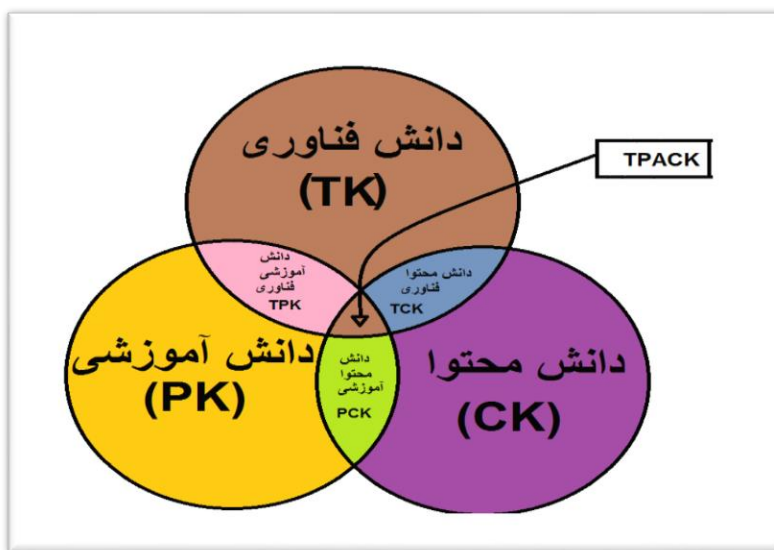 دانش فناوری
(TK)
TPACK
دانش
آموزشی
فناوری
TPK
دانش محتوا
فناوری
TCK
دانش آموزشی
(PK)
دانش
محتوا
آموزشی
PCK
دانش محتوا
(CK)